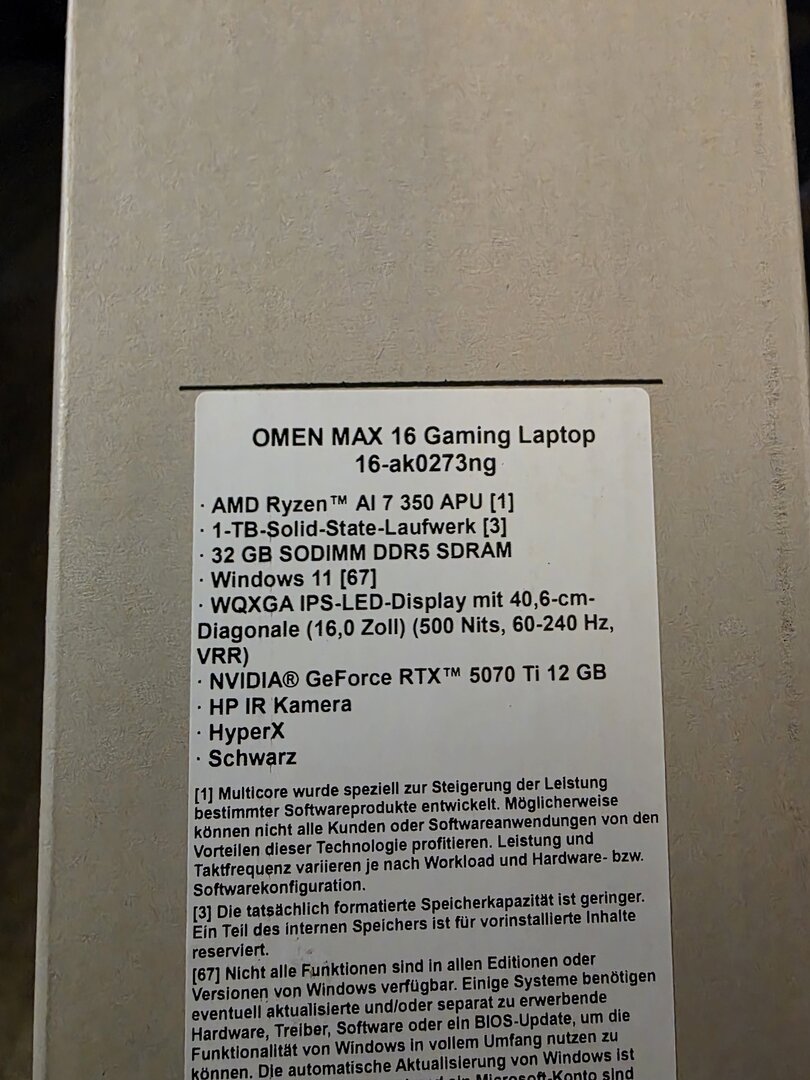 OMEN MAX 16 Gaming Laptop
16-ak0273ng
· AMD Ryzen™ AI 7 350 APU [1]
· 1-TB-Solid-State-Laufwerk [3]
· 32 GB SODIMM DDR5 SDRAM
· Windows 11 [67]
· WQXGA IPS-LED-Display mit 40,6-cm-
Diagonale (16,0 Zoll) (500 Nits, 60-240 Hz,
VRR)
· NVIDIA® GeForce RTX™ 5070 Ti 12 GB
· HP IR Kamera
· HyperX
· Schwarz
[1] Multicore wurde speziell zur Steigerung der Leistung
bestimmter Softwareprodukte entwickelt. Möglicherweise
können nicht alle Kunden oder Softwareanwendungen von den
Vorteilen dieser Technologie profitieren. Leistung und
Taktfrequenz variieren je nach Workload und Hardware- bzw.
Softwarekonfiguration.
[3] Die tatsächlich formatierte Speicherkapazität ist geringer.
Ein Teil des internen Speichers ist für vorinstallierte Inhalte
reserviert.
[67] Nicht alle Funktionen sind in allen Editionen oder
Versionen von Windows verfügbar. Einige Systeme benötigen
eventuell aktualisierte und/oder separat zu erwerbende
Hardware, Treiber, Software oder ein BIOS-Update, um die
Funktionalität von Windows in vollem Umfang nutzen zu
können. Die automatische Aktualisierung von Windows ist
Microsoft-Konto sind